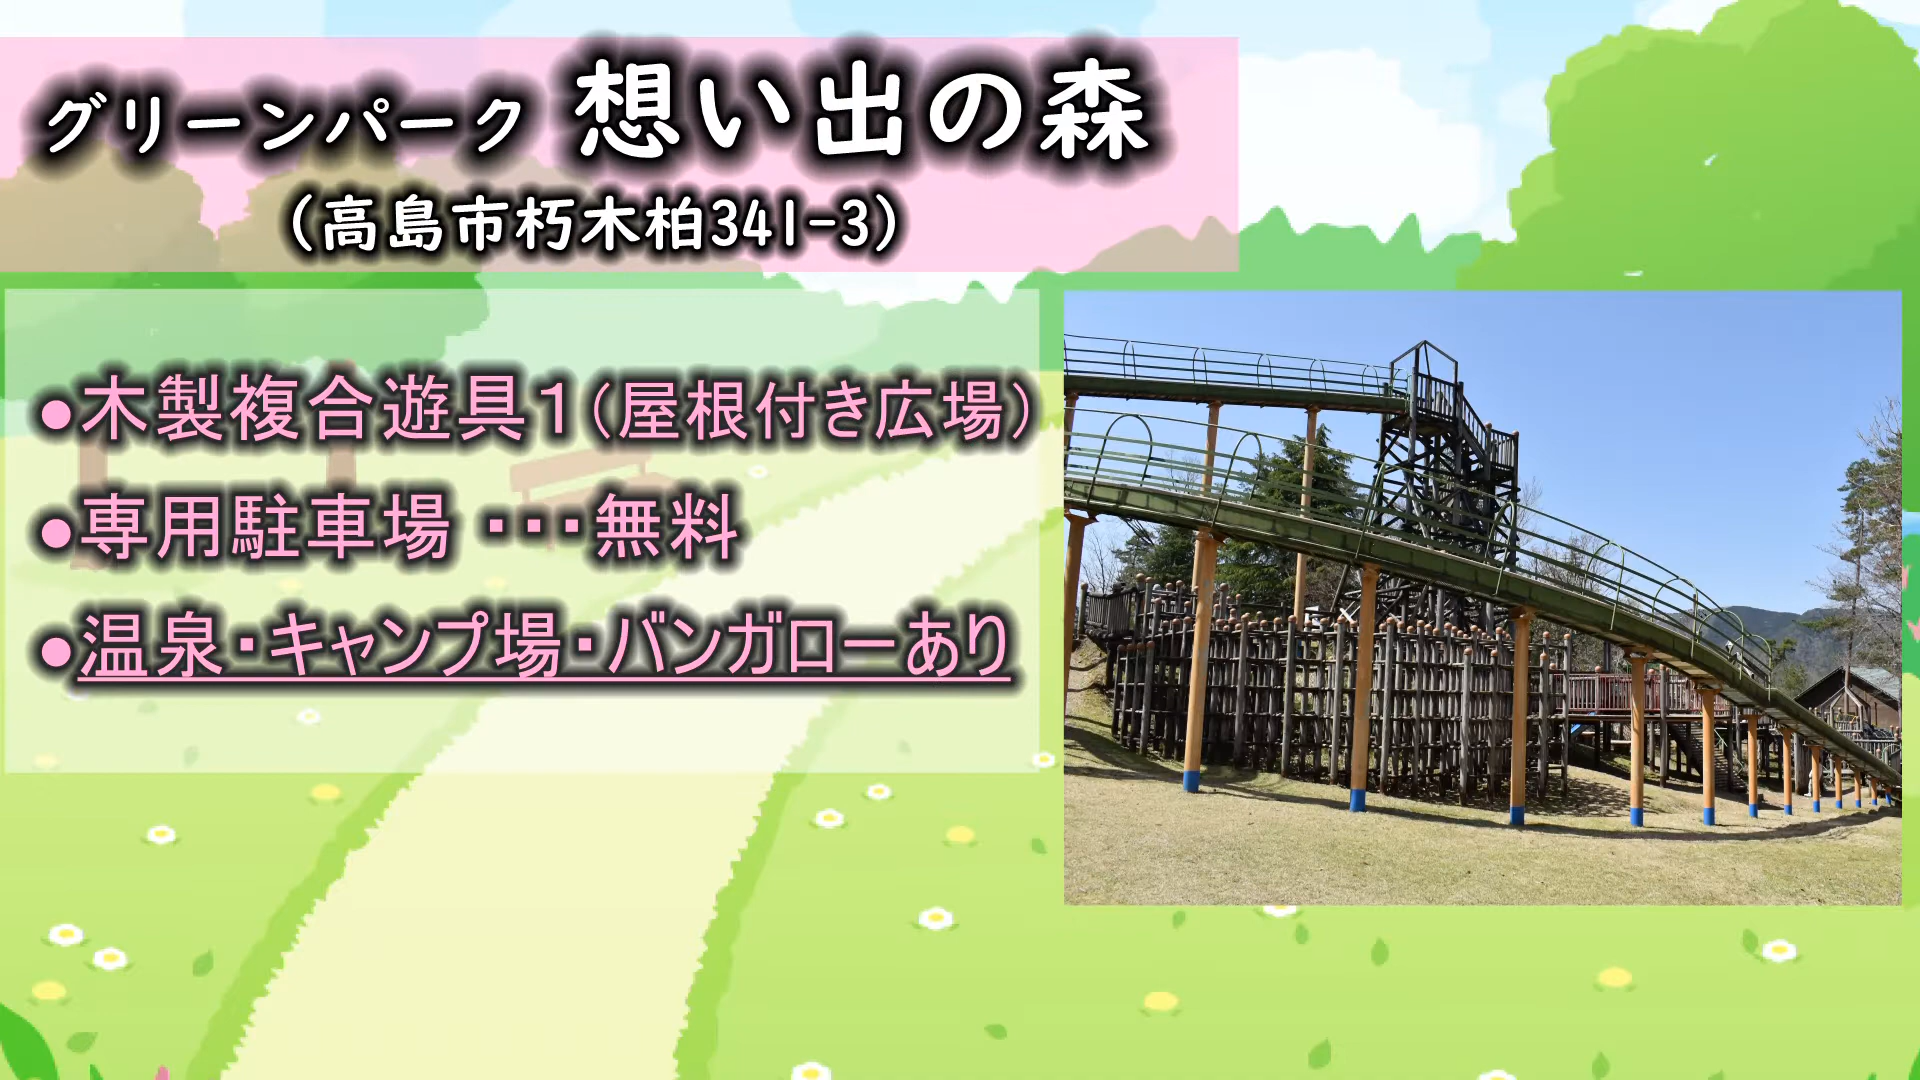 グリーンパーク 想い出の森
（高島市朽木柏341-3）
●木製複合遊具１（屋根付き広場）
●専用駐車場 ・・・無料
●温泉・キャンプ場・バンガローあり